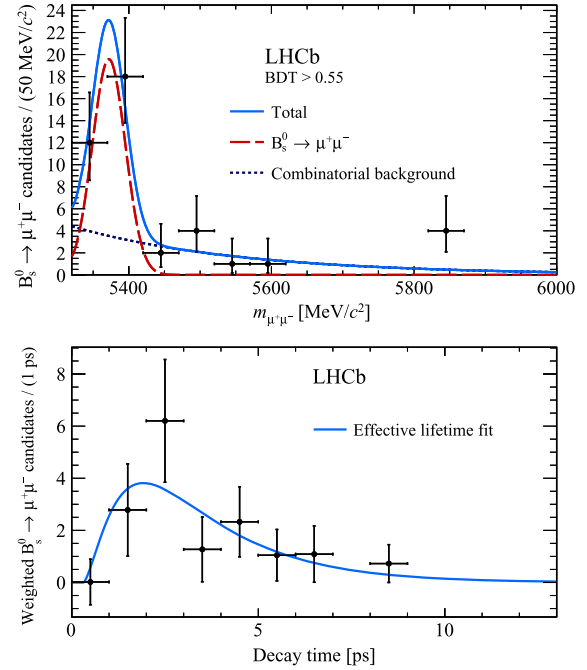 LHCb
BDT > 0.55
Total
B⁰ₛ → μ⁺μ⁻
Combinatorial background
B⁰ₛ → μ⁺μ⁻ candidates / (50 MeV/c²)
24
22
20
18
16
14
12
10
8
6
4
2
0
5400 5600 5800 6000
m_μ⁺μ⁻ [MeV/c²]
LHCb
Effective lifetime fit
Weighted B⁰ₛ → μ⁺μ⁻ candidates / (1 ps)
8
6
4
2
0
0 5 10
Decay time [ps]